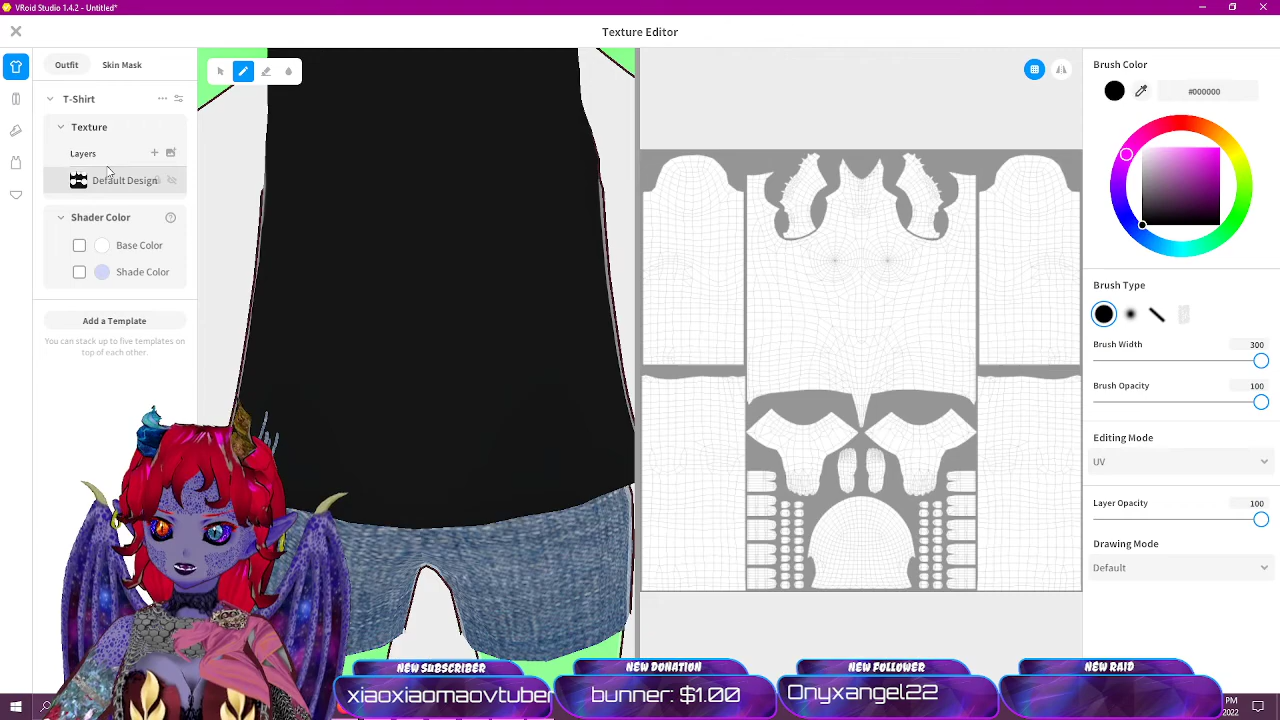 VRoid Studio 1.4.2 - Untitled*
Texture Editor
Outfit
Skin Mask
T-Shirt
Texture
Layers
Default Design
Shader Color
Base Color
Shade Color
Add a Template
You can stack up to five templates on
top of each other.
Brush Color
#000000
Brush Type
Brush Width
300
Brush Opacity
100
Editing Mode
UV
Layer Opacity
100
Drawing Mode
Default
NEW SUBSCRIBER
NEW DONATION
NEW FOLLOWER
NEW RAID
xiaoxiaomaovtuber
bunner: $1.00
Onyxangel22
PM